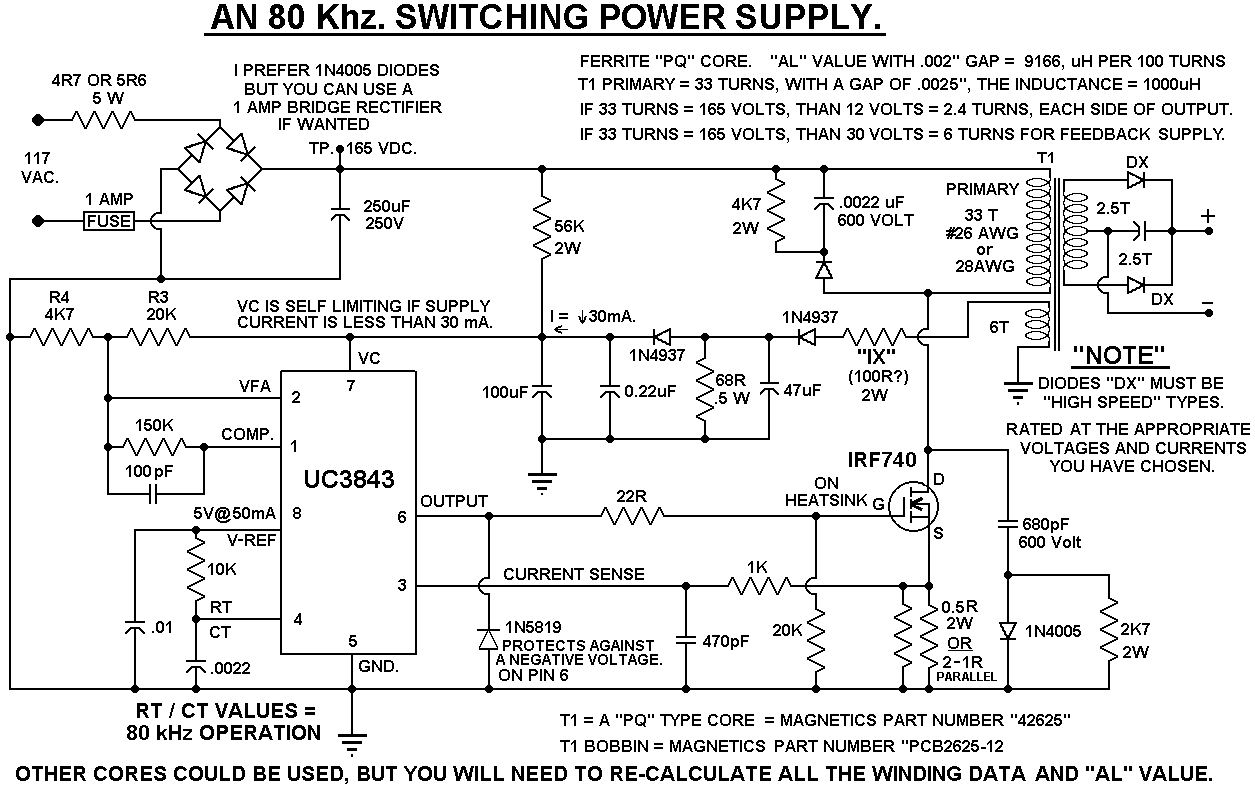 AN 80 Khz. SWITCHING POWER SUPPLY.
FERRITE "PQ" CORE. "AL" VALUE WITH .002" GAP = 9166, uH PER 100 TURNS
T1 PRIMARY = 33 TURNS, WITH A GAP OF .0025", THE INDUCTANCE = 1000uH
IF 33 TURNS = 165 VOLTS, THAN 12 VOLTS = 2.4 TURNS, EACH SIDE OF OUTPUT.
IF 33 TURNS = 165 VOLTS, THAN 30 VOLTS = 6 TURNS FOR FEEDBACK SUPPLY.
4R7 OR 5R6
5 W
I PREFER 1N4005 DIODES
BUT YOU CAN USE A
1 AMP BRIDGE RECTIFIER
IF WANTED
TP.
165 VDC.
117
VAC.
1 AMP
FUSE
250uF
250V
56K
2W
4K7
2W
.0022 uF
600 VOLT
T1
PRIMARY
33 T
#26 AWG
or
28AWG
DX
2.5T
+
2.5T
DX
−
6T
R4
4K7
R3
20K
VC IS SELF LIMITING IF SUPPLY
CURRENT IS LESS THAN 30 mA.
I = ↓30mA.
←
1N4937
1N4937
"IX"
(100R?)
2W
"NOTE"
DIODES "DX" MUST BE
"HIGH SPEED" TYPES.
RATED AT THE APPROPRIATE
VOLTAGES AND CURRENTS
YOU HAVE CHOSEN.
VC
7
VFA
2
100uF
0.22uF
68R
.5 W
47uF
150K
COMP.
1
100pF
UC3843
5V@50mA
8
V-REF
10K
RT
4
CT
.01
.0022
5
GND.
OUTPUT
6
22R
ON
HEATSINK
IRF740
G
D
S
680pF
600 Volt
3
CURRENT SENSE
1K
1N5819
PROTECTS AGAINST
A NEGATIVE VOLTAGE.
ON PIN 6
470pF
20K
0.5R
2W
OR
2-1R
PARALLEL
1N4005
2K7
2W
RT / CT VALUES =
80 kHz OPERATION
T1 = A "PQ" TYPE CORE = MAGNETICS PART NUMBER "42625"
T1 BOBBIN = MAGNETICS PART NUMBER "PCB2625-12
OTHER CORES COULD BE USED, BUT YOU WILL NEED TO RE-CALCULATE ALL THE WINDING DATA AND "AL" VALUE.